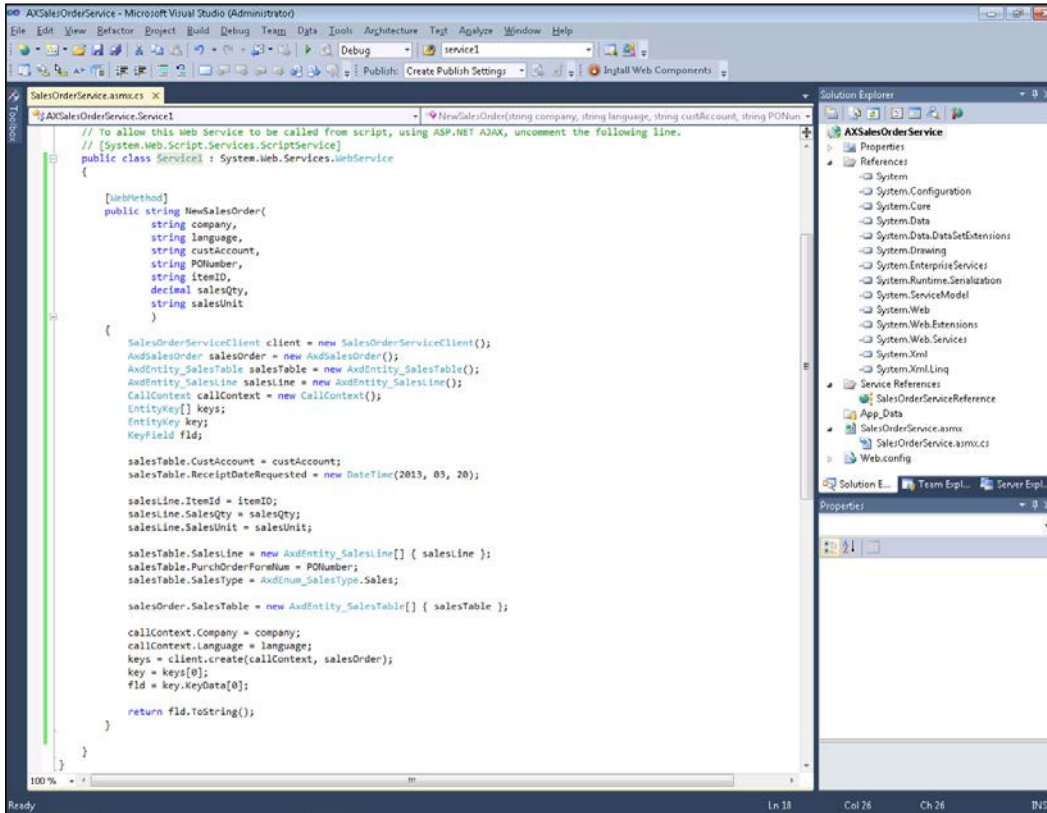 AXSalesOrderService - Microsoft Visual Studio (Administrator)
File Edit View Refactor Project Build Debug Team Data Tools Architecture Test Analyze Window Help
Debug service1
Publish: Create Publish Settings Install Web Components
Toolbox
SalesOrderService.asmx.cs
AXSalesOrderService.Service1 NewSalesOrder(string company, string language, string custAccount, string PONun
// To allow this Web Service to be called from script, using ASP.NET AJAX, uncomment the following line.
// [System.Web.Script.Services.ScriptService]
public class Service1 : System.Web.Services.WebService
{
[WebMethod]
public string NewSalesOrder(
string company,
string language,
string custAccount,
string PONumber,
string itemID,
decimal salesQty,
string salesUnit
)
{
SalesOrderServiceClient client = new SalesOrderServiceClient();
AxdSalesOrder salesOrder = new AxdSalesOrder();
AxdEntity_SalesTable salesTable = new AxdEntity_SalesTable();
AxdEntity_SalesLine salesLine = new AxdEntity_SalesLine();
CallContext callContext = new CallContext();
EntityKey[] keys;
EntityKey key;
KeyField fld;
salesTable.CustAccount = custAccount;
salesTable.ReceiptDateRequested = new DateTime(2013, 03, 20);
salesLine.ItemId = itemID;
salesLine.SalesQty = salesQty;
salesLine.SalesUnit = salesUnit;
salesTable.SalesLine = new AxdEntity_SalesLine[] { salesLine };
salesTable.PurchOrderFormNum = PONumber;
salesTable.SalesType = AxdEnum_SalesType.Sales;
salesOrder.SalesTable = new AxdEntity_SalesTable[] { salesTable };
callContext.Company = company;
callContext.Language = language;
keys = client.create(callContext, salesOrder);
key = keys[0];
fld = key.KeyData[0];
return fld.ToString();
}
}
}
100 %
Solution Explorer
AXSalesOrderService
Properties
References
System
System.Configuration
System.Core
System.Data
System.Data.DataSetExtensions
System.Drawing
System.EnterpriseServices
System.Runtime.Serialization
System.ServiceModel
System.Web
System.Web.Extensions
System.Web.Services
System.Xml
System.Xml.Linq
Service References
SalesOrderServiceReference
App_Data
SalesOrderService.asmx
SalesOrderService.asmx.cs
Web.config
Solution E... Team Expl... Server Expl...
Properties
Ready Ln 18 Col 26 Ch 26 INS